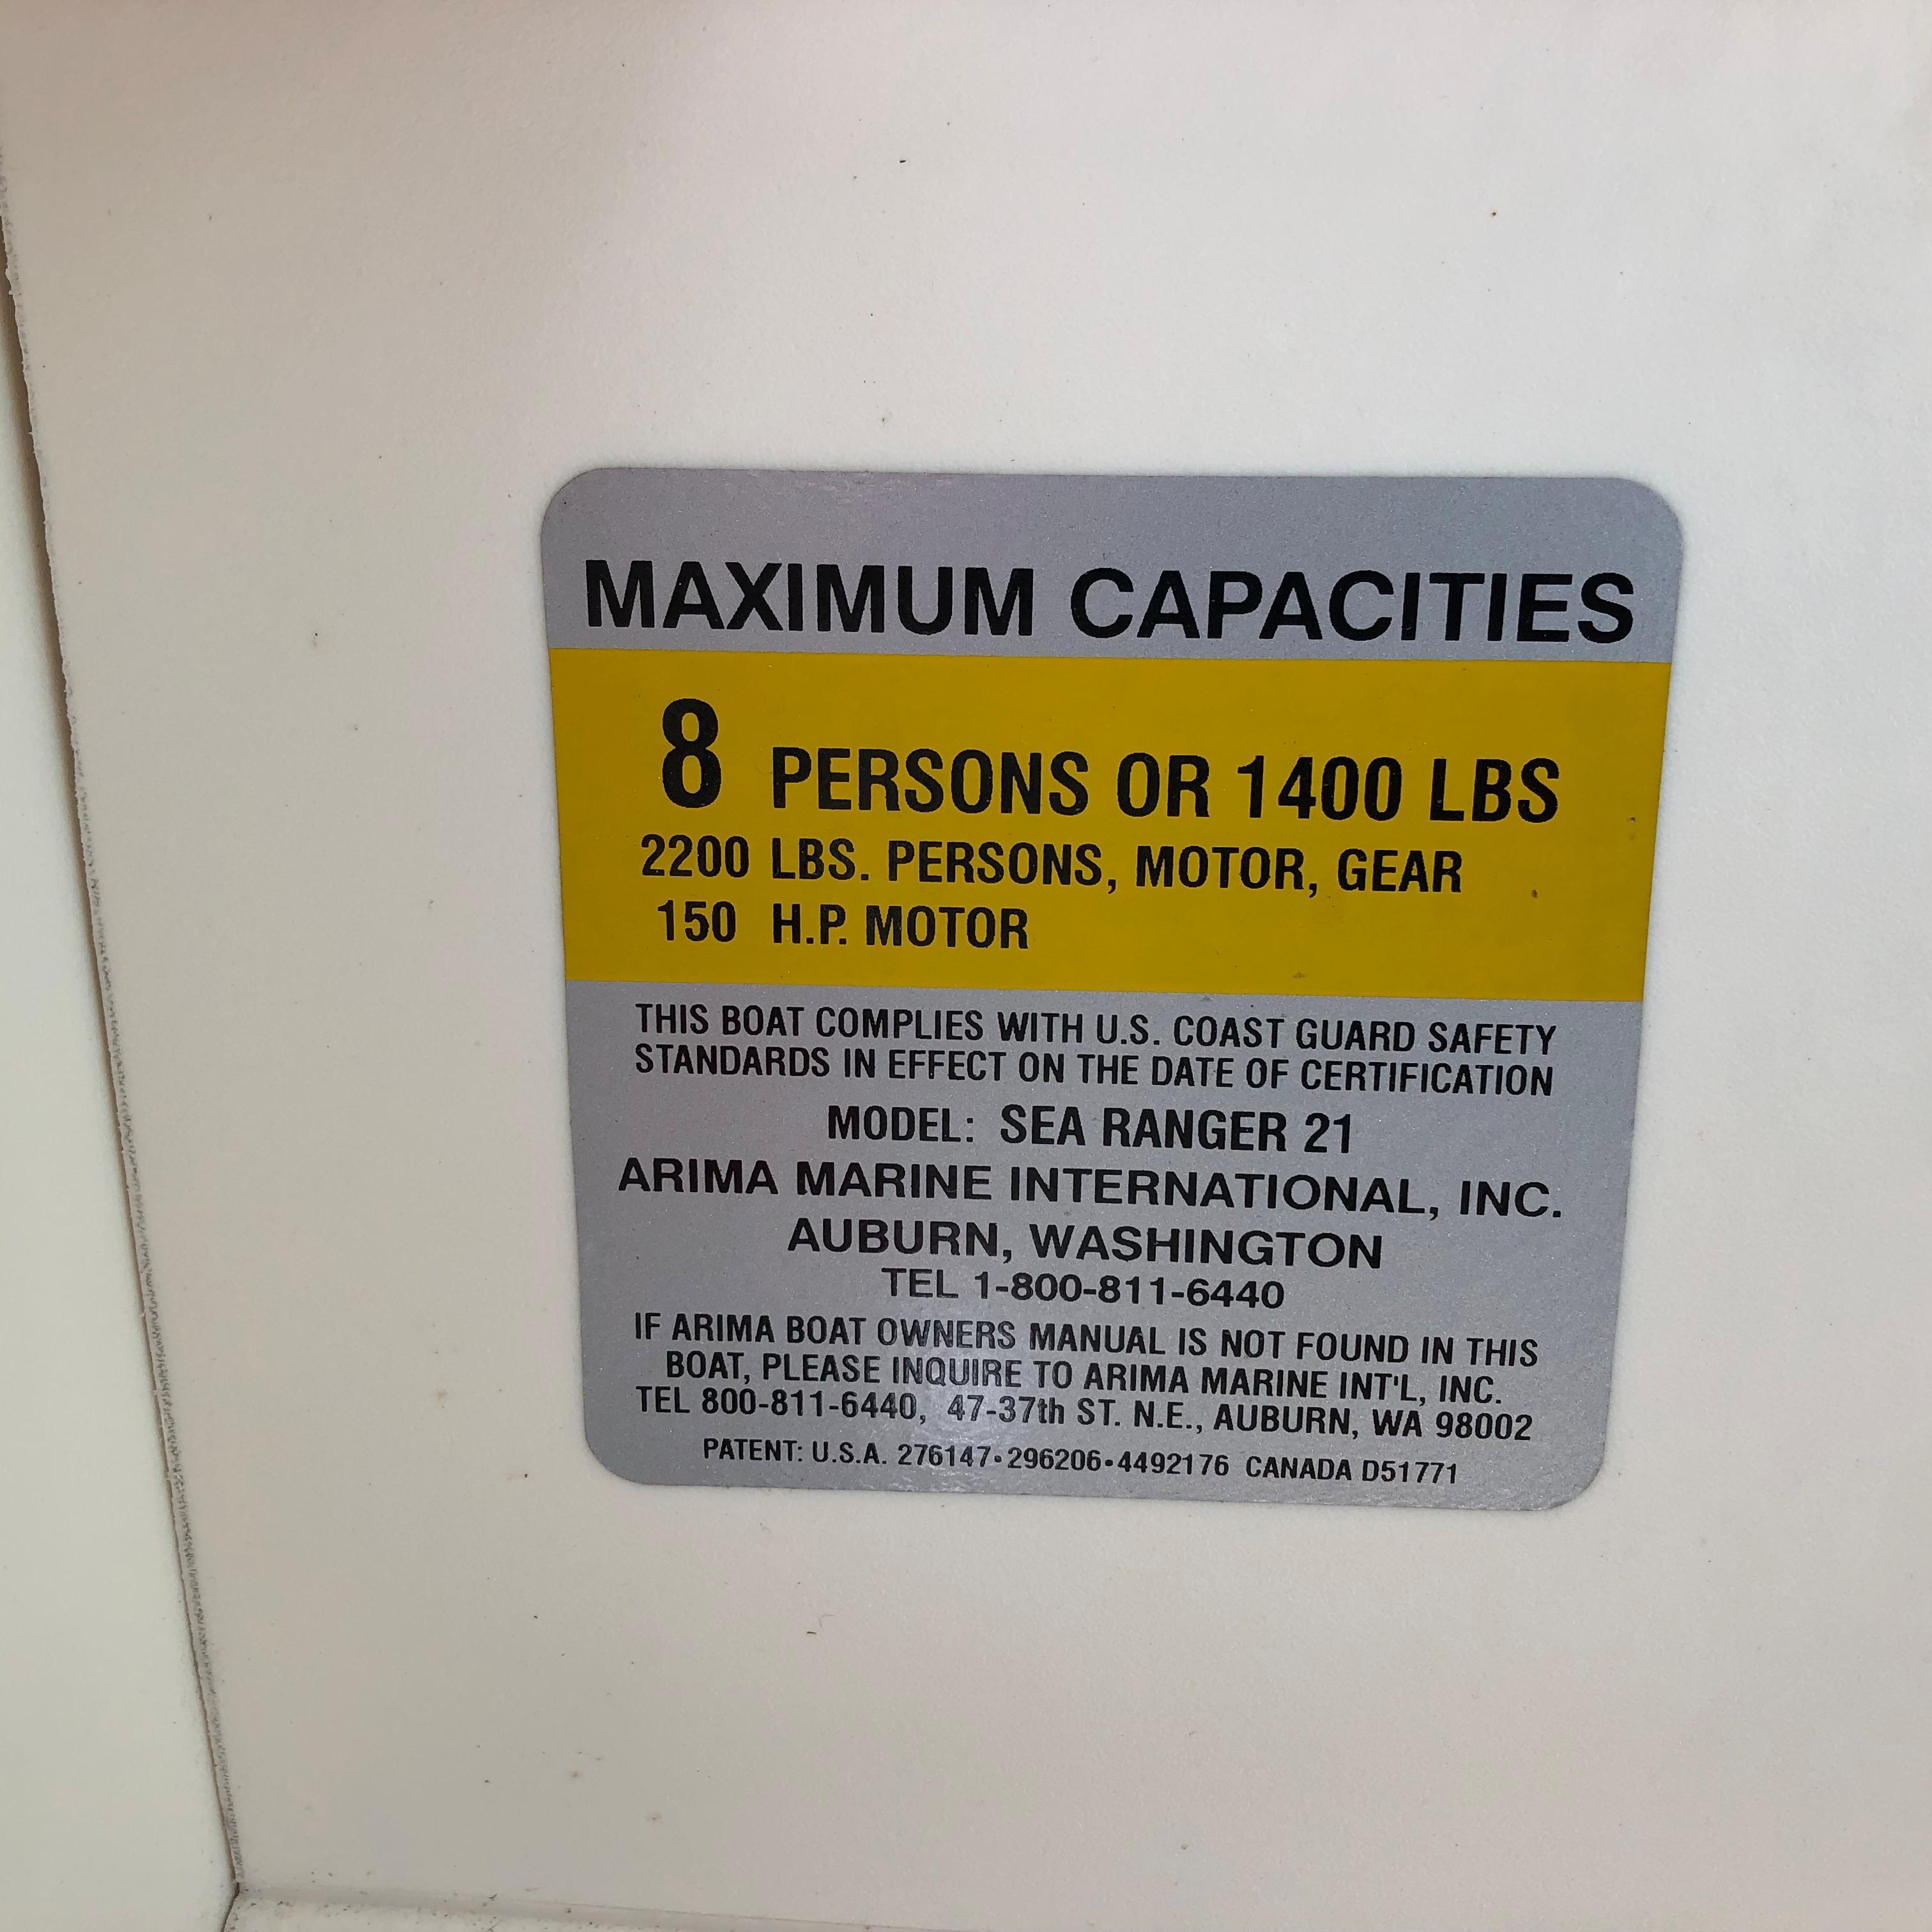 MAXIMUM CAPACITIES
8 PERSONS OR 1400 LBS
2200 LBS. PERSONS, MOTOR, GEAR
150 H.P. MOTOR
THIS BOAT COMPLIES WITH U.S. COAST GUARD SAFETY
STANDARDS IN EFFECT ON THE DATE OF CERTIFICATION
MODEL: SEA RANGER 21
ARIMA MARINE INTERNATIONAL, INC.
AUBURN, WASHINGTON
TEL 1-800-811-6440
IF ARIMA BOAT OWNERS MANUAL IS NOT FOUND IN THIS
BOAT, PLEASE INQUIRE TO ARIMA MARINE INT'L, INC.
TEL 800-811-6440, 47-37th ST. N.E., AUBURN, WA 98002
PATENT: U.S.A. 276147•296206•4492176 CANADA D51771